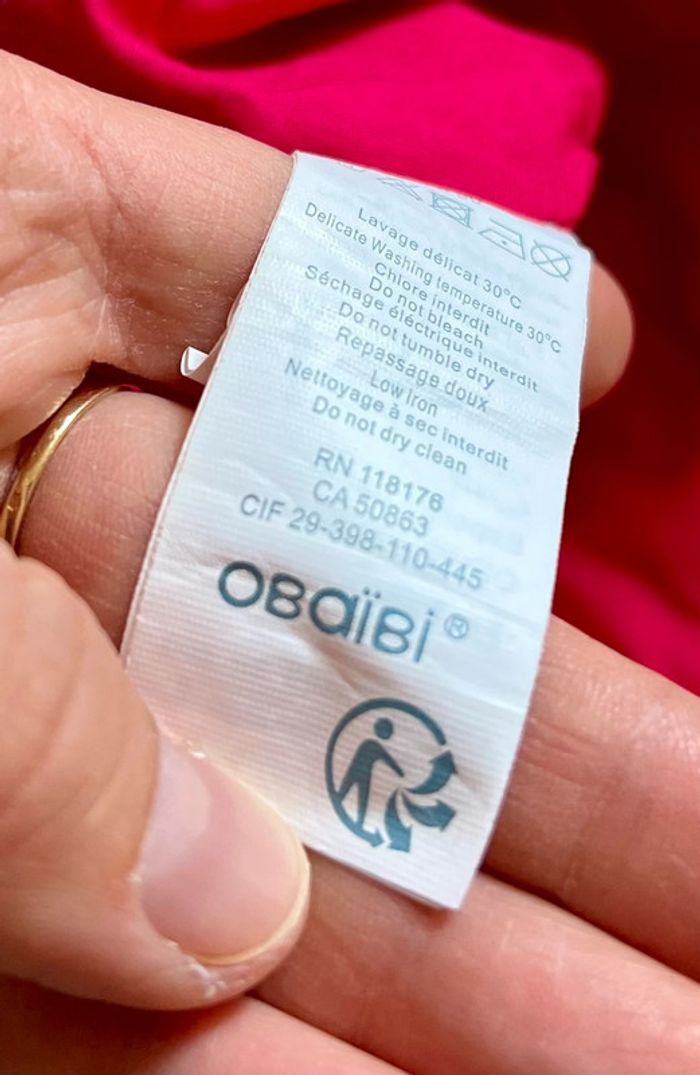 Lavage délicat 30°C
Delicate Washing temperature 30°C
Chlore interdit
Do not bleach
Séchage éléctrique interdit
Do not tumble dry
Repassage doux
Low Iron
Nettoyage à sec interdit
Do not dry clean
RN 118176
CA 50863
CIF 29-398-110-445
OBaïBi®